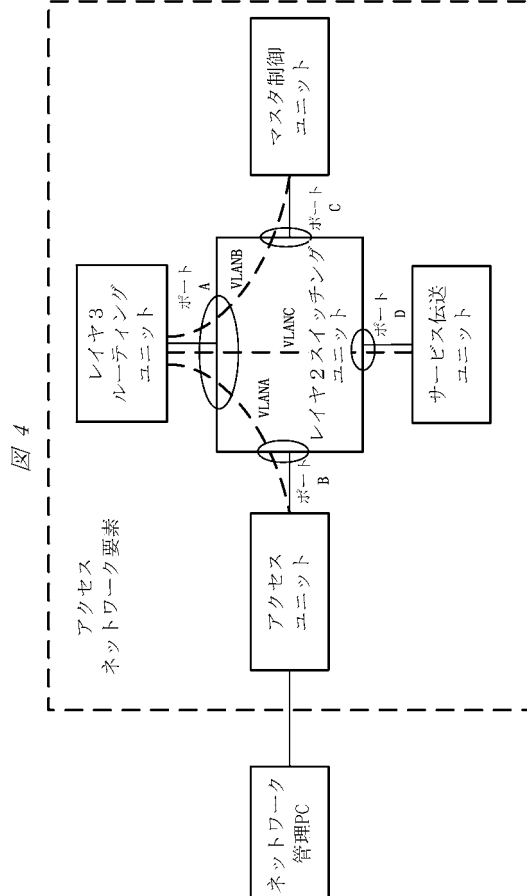 図 4
アクセス
ネットワーク要素
レイヤ3
ルーティング
ユニット
ポート
A
VLANA
VLANB
VLANC
ネットワーク
管理PC
アクセス
ユニット
ポート
B
レイヤ2スイッチング
ユニット
ポート
C
マスタ制御
ユニット
ポート
D
サービス伝送
ユニット